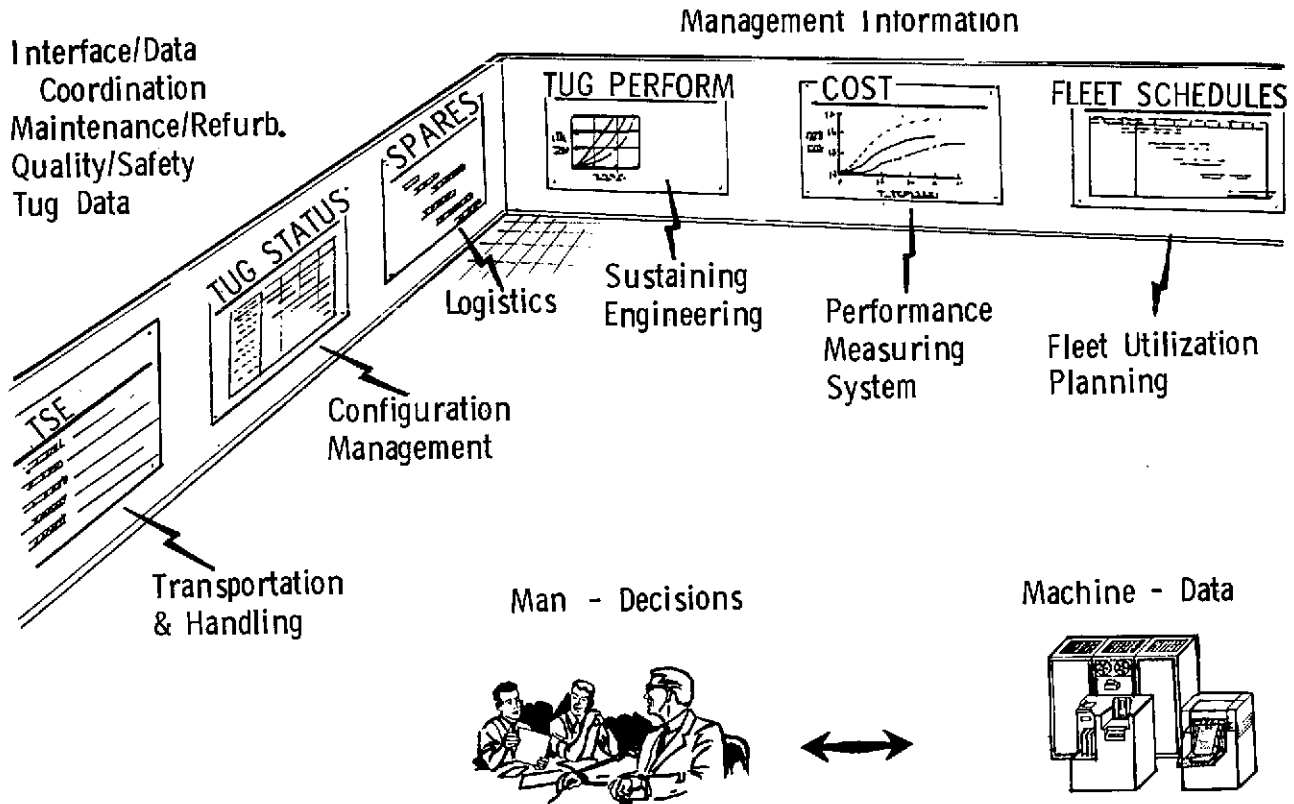 Management Information
Interface/Data
Coordination
Maintenance/Refurb.
Quality/Safety
Tug Data
TSE
TUG STATUS
SPARES
TUG PERFORM
COST
FLEET SCHEDULES
Transportation
& Handling
Configuration
Management
Logistics
Sustaining
Engineering
Performance
Measuring
System
Fleet Utilization
Planning
Man - Decisions
Machine - Data